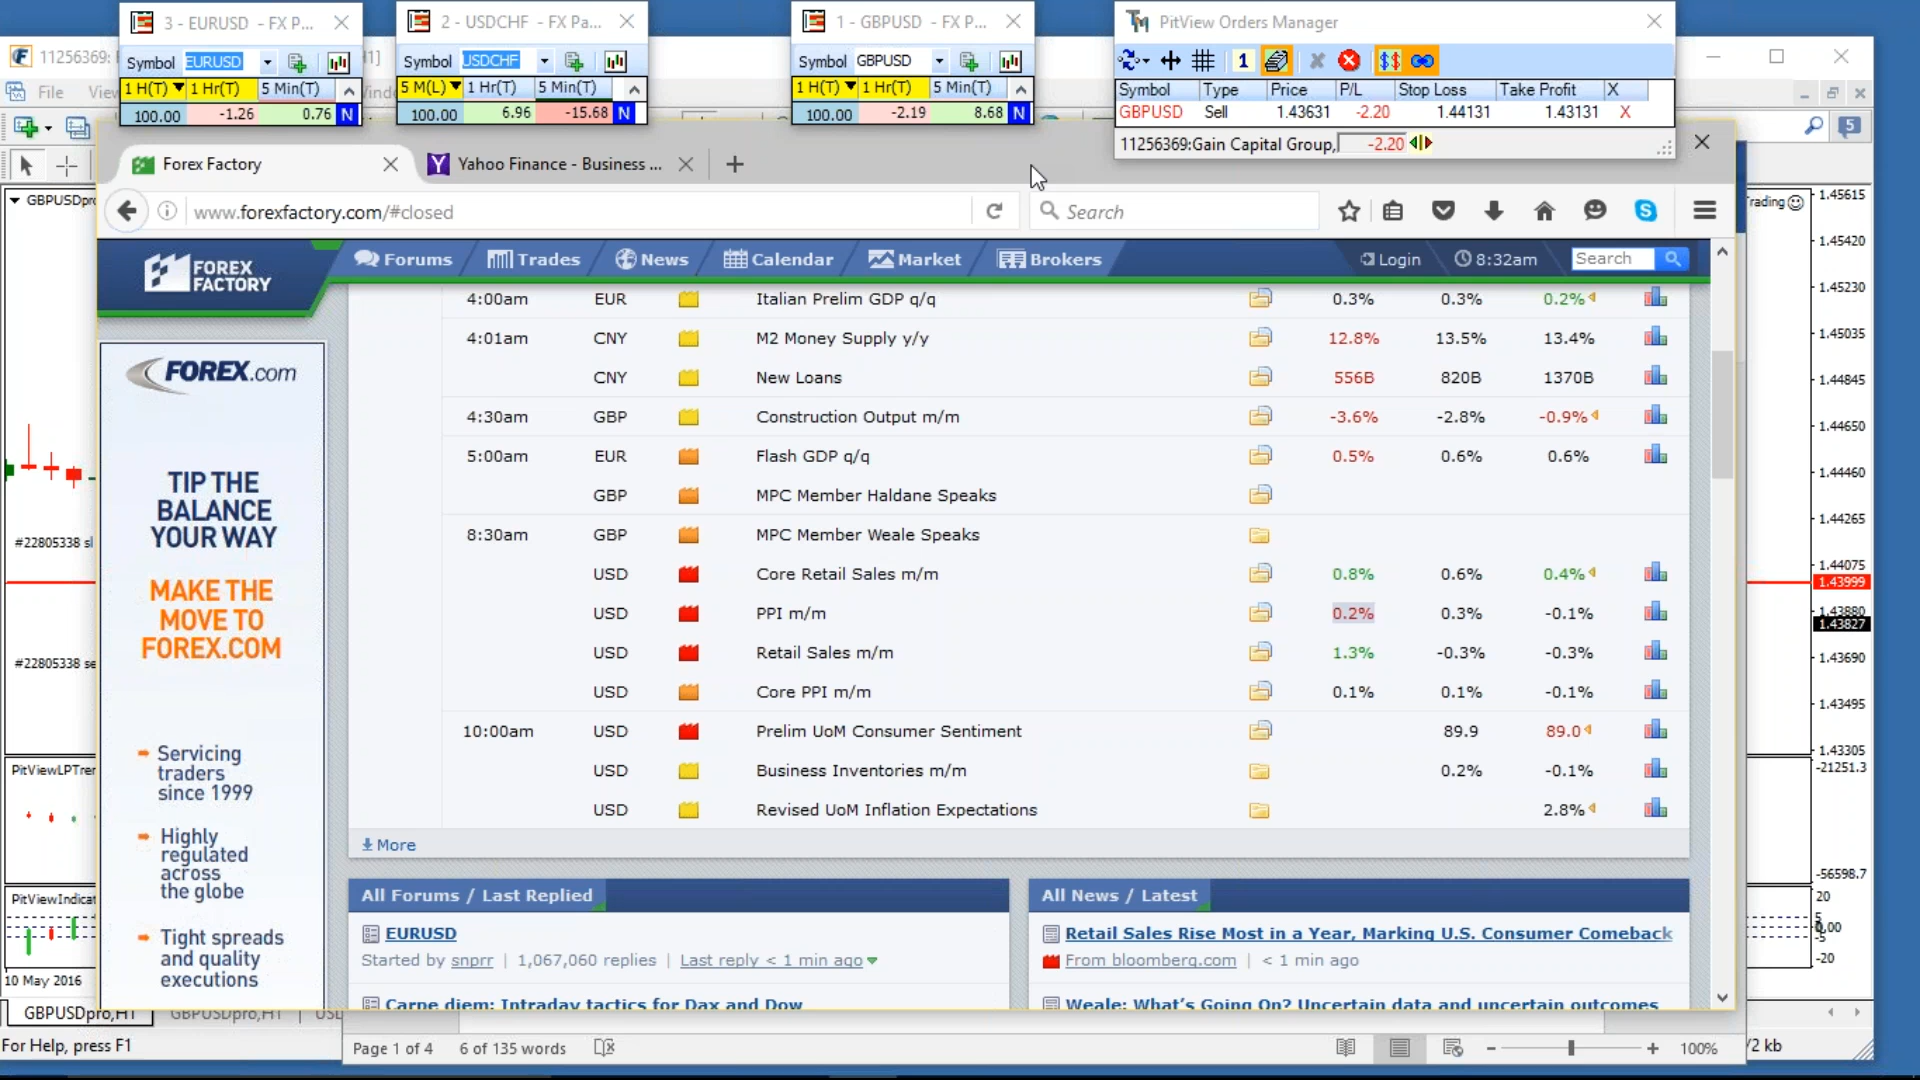 3 - EURUSD - FX P...
2 - USDCHF - FX Pa...
1 - GBPUSD - FX P...
PitView Orders Manager
11256369:
Symbol EURUSD
Symbol USDCHF
Symbol GBPUSD
1 H(T) 1 Hr(T) 5 Min(T)
100.00 -1.26 0.76 N
5 M(L) 1 Hr(T) 5 Min(T)
100.00 6.96 -15.68 N
1 H(T) 1 Hr(T) 5 Min(T)
100.00 -2.19 8.68 N
1
$$
Symbol Type Price P/L Stop Loss Take Profit X
GBPUSD Sell 1.43631 -2.20 1.44131 1.43131 X
11256369:Gain Capital Group, -2.20
File
5
Forex Factory
Yahoo Finance - Business ...
www.forexfactory.com/#closed
Search
FOREX FACTORY
Forums
Trades
News
Calendar
Market
Brokers
Login
8:32am
Search
4:00am EUR Italian Prelim GDP q/q 0.3% 0.3% 0.2%
4:01am CNY M2 Money Supply y/y 12.8% 13.5% 13.4%
CNY New Loans 556B 820B 1370B
4:30am GBP Construction Output m/m -3.6% -2.8% -0.9%
5:00am EUR Flash GDP q/q 0.5% 0.6% 0.6%
GBP MPC Member Haldane Speaks
8:30am GBP MPC Member Weale Speaks
USD Core Retail Sales m/m 0.8% 0.6% 0.4%
USD PPI m/m 0.2% 0.3% -0.1%
USD Retail Sales m/m 1.3% -0.3% -0.3%
USD Core PPI m/m 0.1% 0.1% -0.1%
10:00am USD Prelim UoM Consumer Sentiment 89.9 89.0
USD Business Inventories m/m 0.2% -0.1%
USD Revised UoM Inflation Expectations 2.8%
More
FOREX.com
TIP THE
BALANCE
YOUR WAY
MAKE THE
MOVE TO
FOREX.COM
Servicing
traders
since 1999
Highly
regulated
across
the globe
Tight spreads
and quality
executions
All Forums / Last Replied
EURUSD
Started by snprr | 1,067,060 replies | Last reply < 1 min ago
Carpe diem: Intraday tactics for Dax and Dow
All News / Latest
Retail Sales Rise Most in a Year, Marking U.S. Consumer Comeback
From bloomberg.com | < 1 min ago
Weale: What's Going On? Uncertain data and uncertain outcomes
GBPUSDpro
#22805338 sl
#22805338 se
PitViewLPTren
PitViewIndicat
10 May 2016
GBPUSDpro,H1
GBPUSDpro,H1
For Help, press F1
Page 1 of 4
6 of 135 words
100%
/2 kb
1.45615
1.45420
1.45230
1.45035
1.44845
1.44650
1.44460
1.44265
1.44075
1.43999
1.43880
1.43827
1.43690
1.43495
1.43305
-21251.3
-56598.7
20
5
0.00
-5
-20